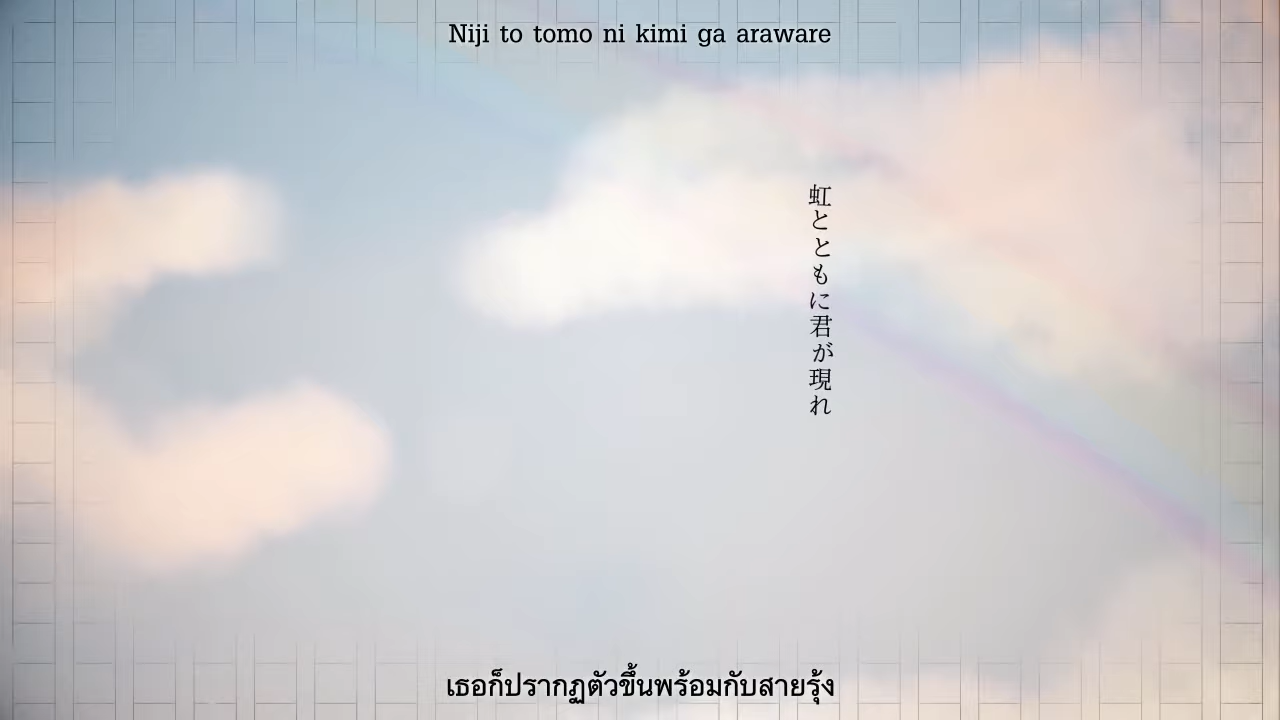 Niji to tomo ni kimi ga araware
虹とともに君が現れ
เธอก็ปรากฏตัวขึ้นพร้อมกับสายรุ้ง